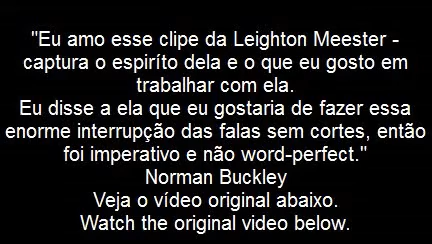 "Eu amo esse clipe da Leighton Meester -
captura o espiríto dela e o que eu gosto em
trabalhar com ela.
Eu disse a ela que eu gostaria de fazer essa
enorme interrupção das falas sem cortes, então
foi imperativo e não word-perfect."
Norman Buckley
Veja o vídeo original abaixo.
Watch the original video below.